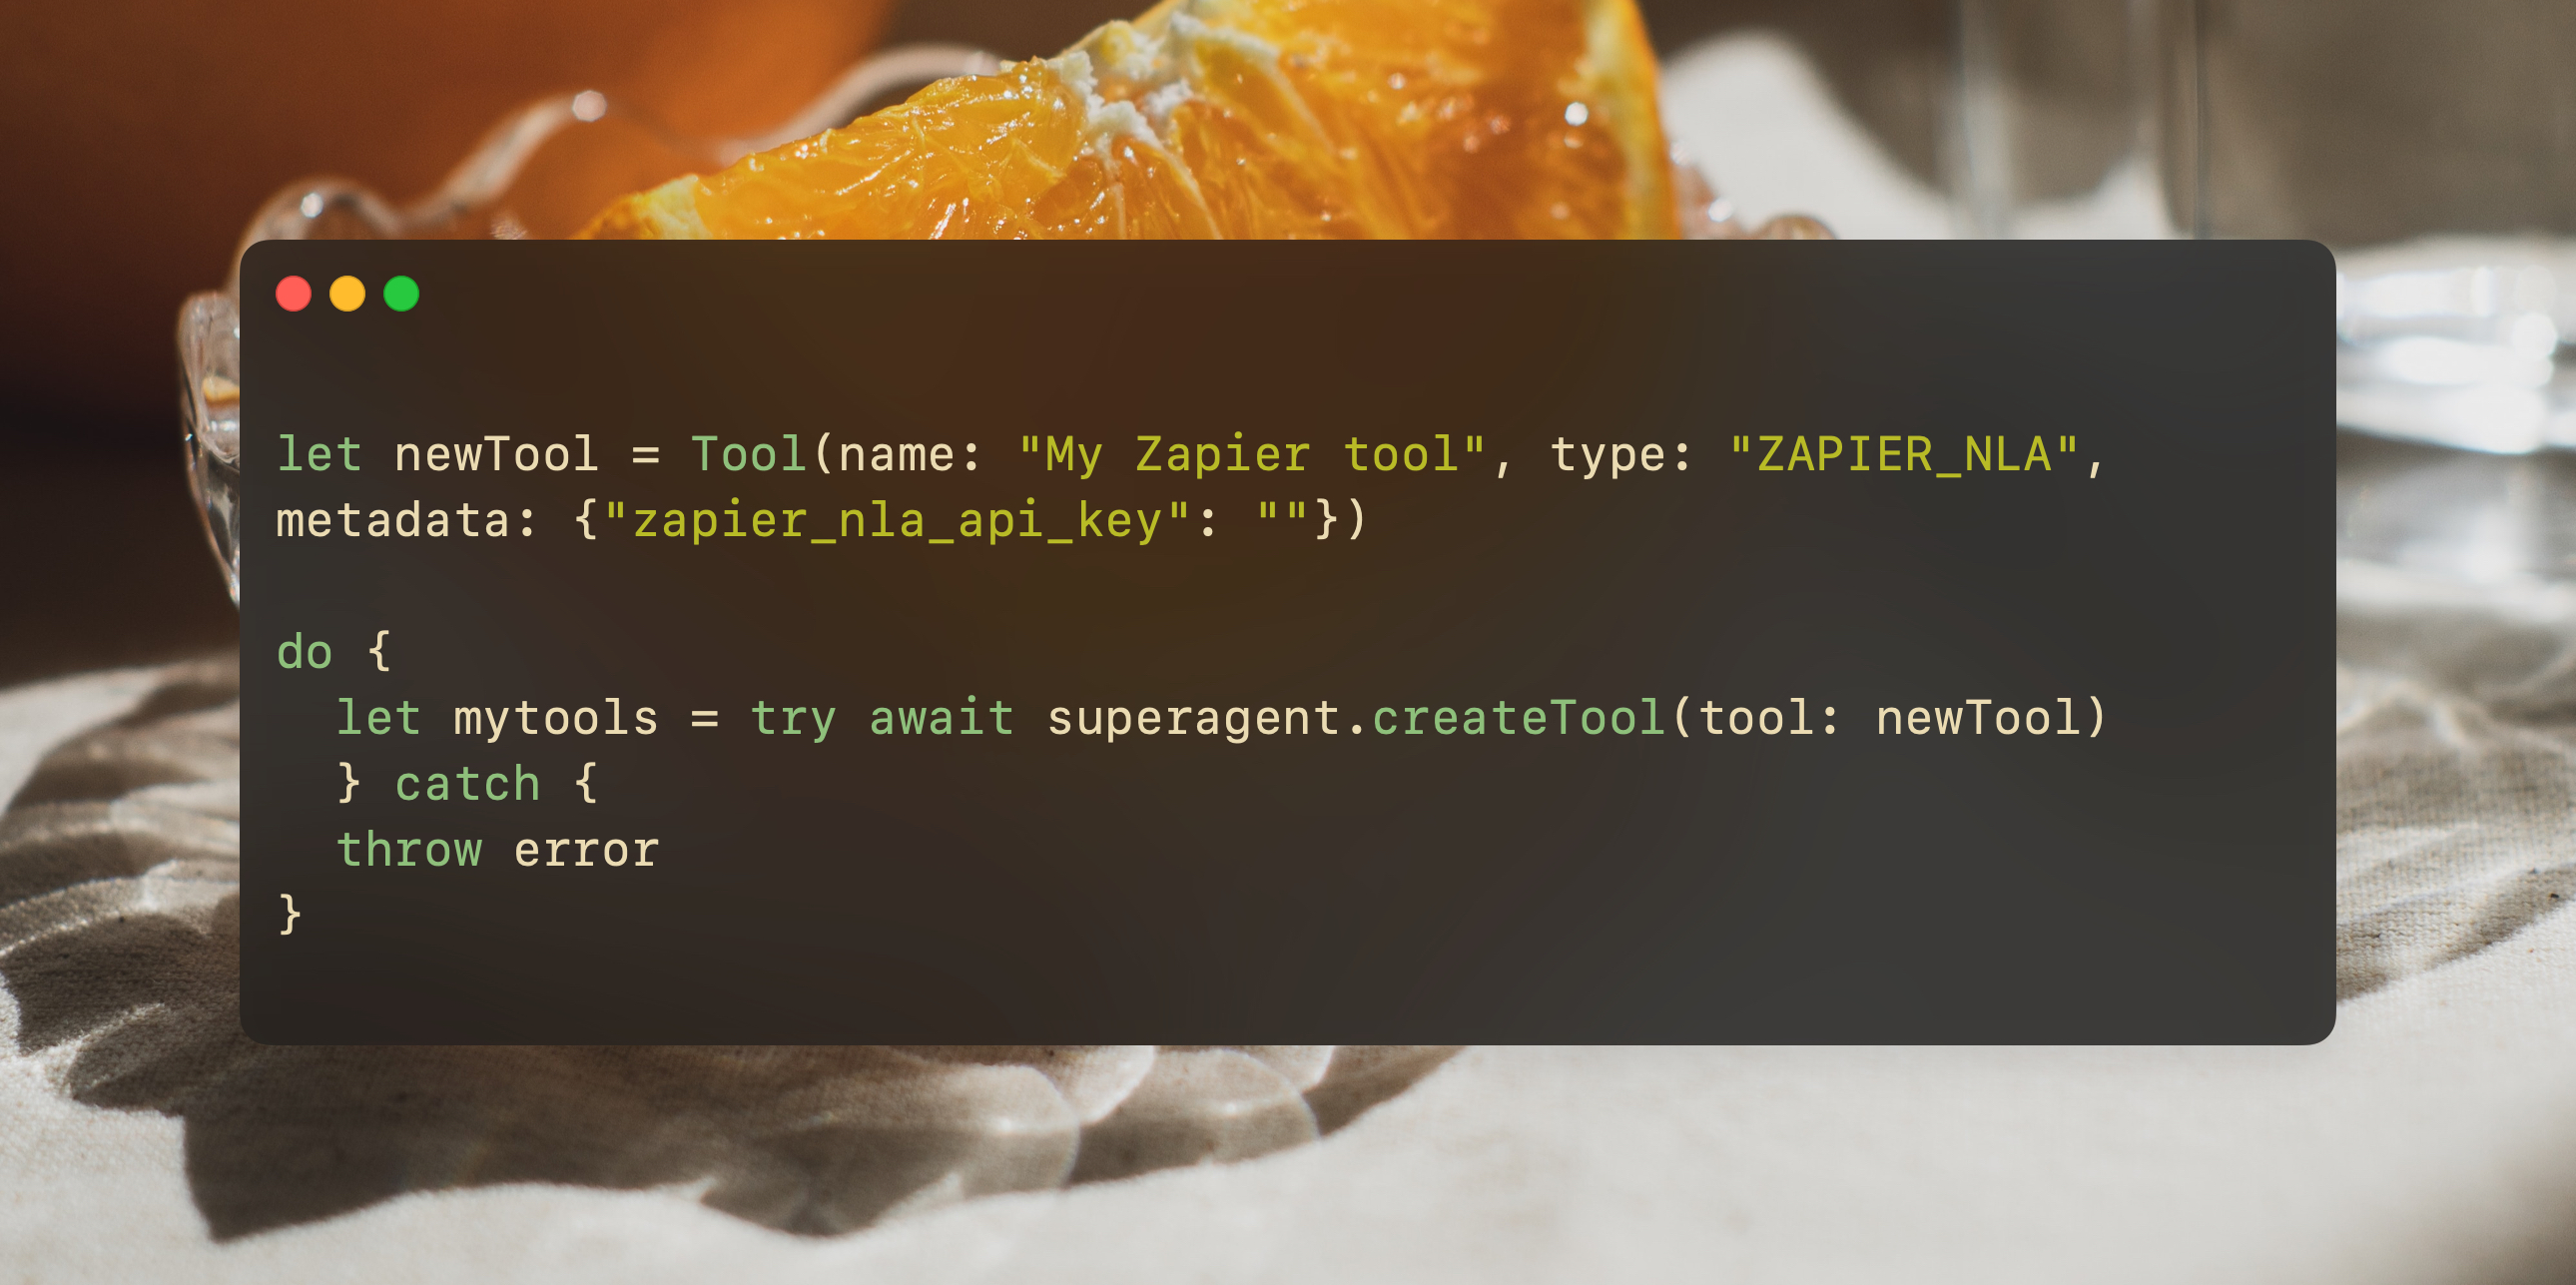 let newTool = Tool(name: "My Zapier tool", type: "ZAPIER_NLA",
metadata: {"zapier_nla_api_key": ""})
do {
  let mytools = try await superagent.createTool(tool: newTool)
  } catch {
  throw error
}